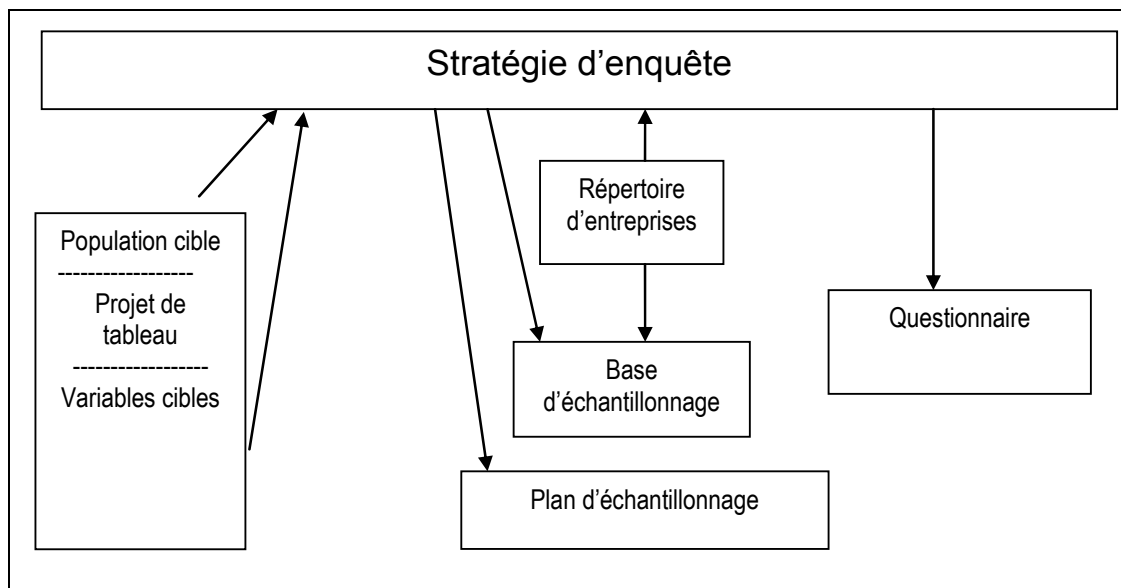 Stratégie d’enquête
Répertoire
d’entreprises
Population cible
------------------
Projet de
tableau
------------------
Variables cibles
Questionnaire
Base
d’échantillonnage
Plan d’échantillonnage